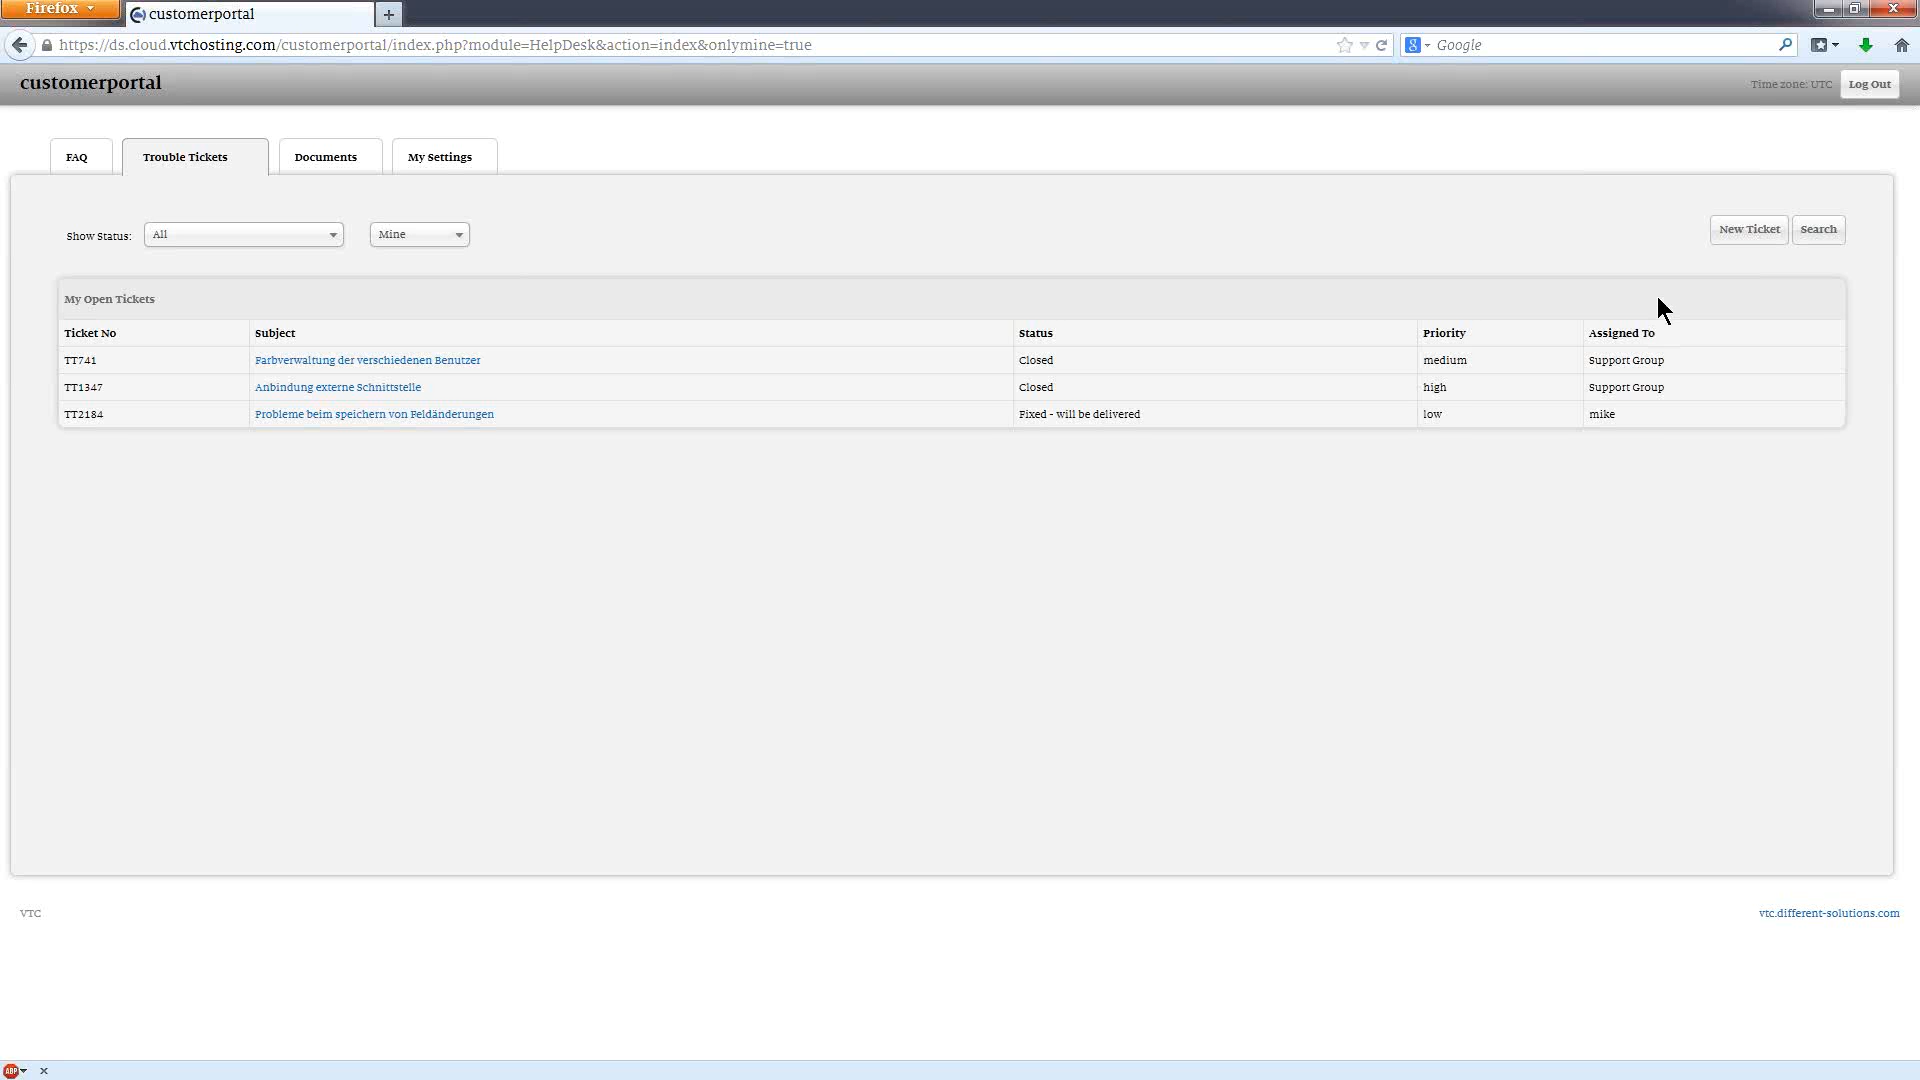 Firefox
customerportal
https://ds.cloud.vtchosting.com/customerportal/index.php?module=HelpDesk&action=index&onlymine=true
Google
customerportal
Time zone: UTC
Log Out
FAQ
Trouble Tickets
Documents
My Settings
Show Status:
All
Mine
New Ticket
Search
My Open Tickets
Ticket No Subject Status Priority Assigned To
TT741 Farbverwaltung der verschiedenen Benutzer Closed medium Support Group
TT1347 Anbindung externe Schnittstelle Closed high Support Group
TT2184 Probleme beim speichern von Feldänderungen Fixed - will be delivered low mike
VTC
vtc.different-solutions.com
ABP